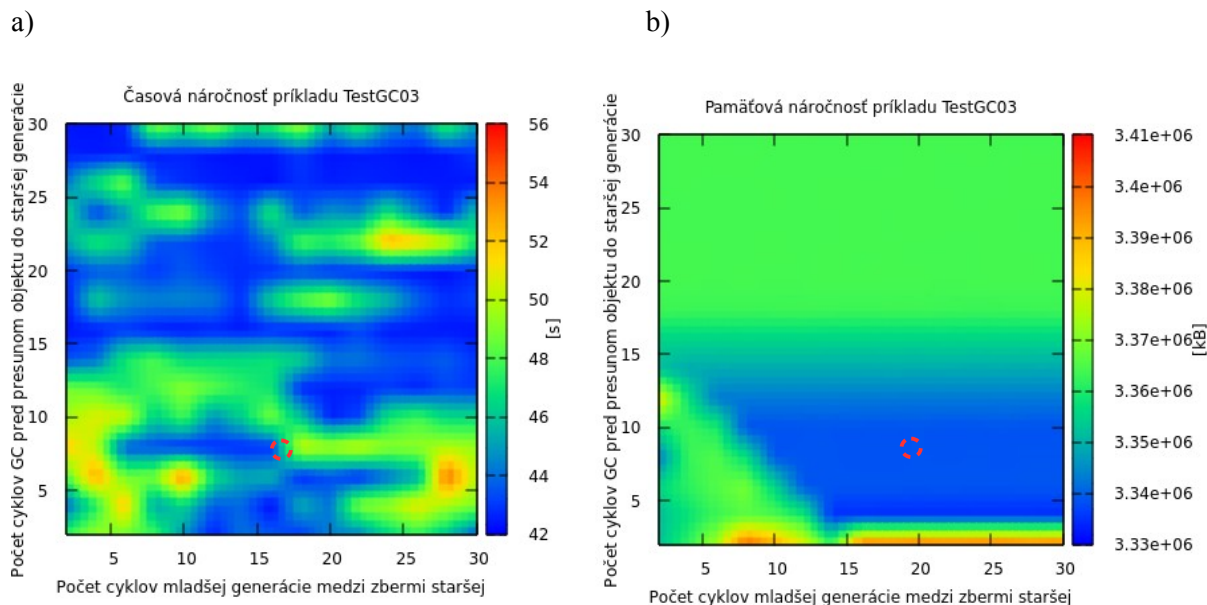 a)
b)
Časová náročnosť príkladu TestGC03
Počet cyklov GC pred presunom objektu do staršej generácie
30
25
20
15
10
5
5 10 15 20 25 30
Počet cyklov mladšej generácie medzi zbermi staršej
56
54
52
50
48
46
44
42
[s]
Pamäťová náročnosť príkladu TestGC03
Počet cyklov GC pred presunom objektu do staršej generácie
30
25
20
15
10
5
5 10 15 20 25 30
Počet cyklov mladšej generácie medzi zbermi staršej
3.41e+06
3.4e+06
3.39e+06
3.38e+06
3.37e+06
3.36e+06
3.35e+06
3.34e+06
3.33e+06
[kB]